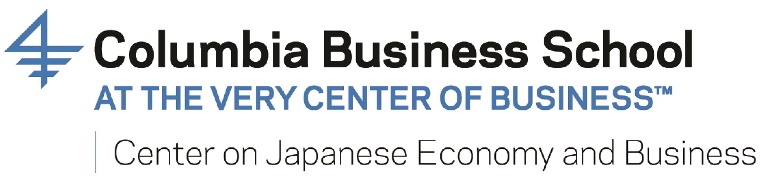 Columbia Business School
AT THE VERY CENTER OF BUSINESS™
Center on Japanese Economy and Business